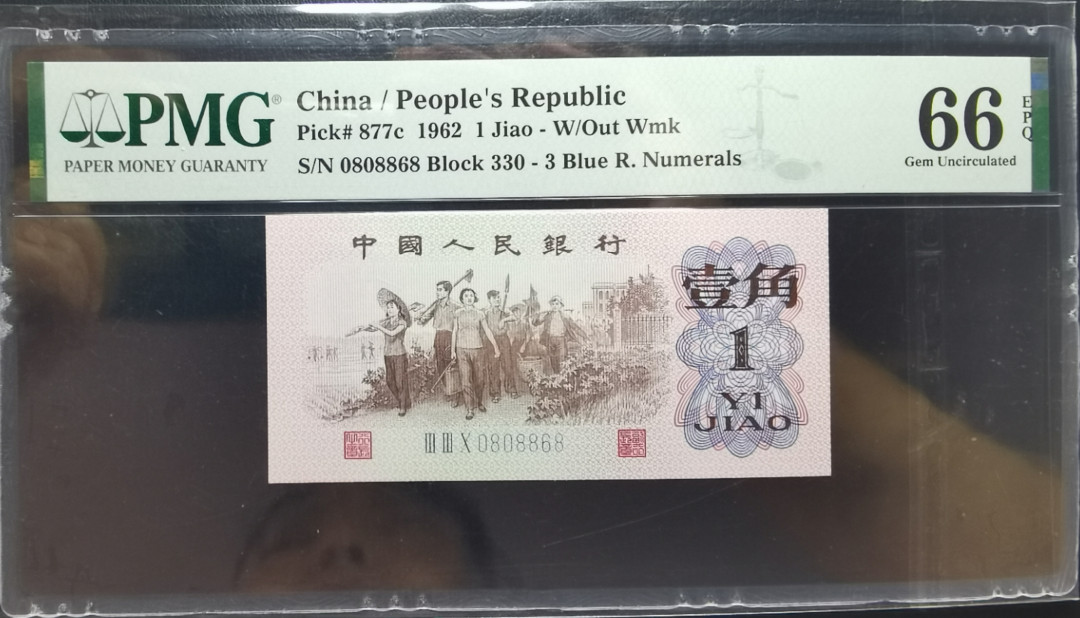 PMG®
PAPER MONEY GUARANTY
China / People's Republic
Pick# 877c 1962 1 Jiao - W/Out Wmk
S/N 0808868 Block 330 - 3 Blue R. Numerals
66 EPQ
Gem Uncirculated
中國人民銀行
壹角
1
YI
JIAO
III III X 0808868